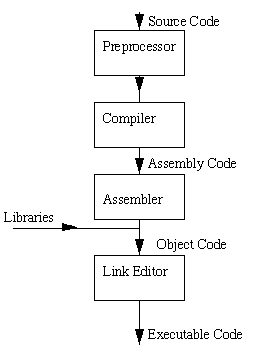 Source Code
Preprocessor
Compiler
Assembly Code
Assembler
Libraries
Object Code
Link Editor
Executable Code